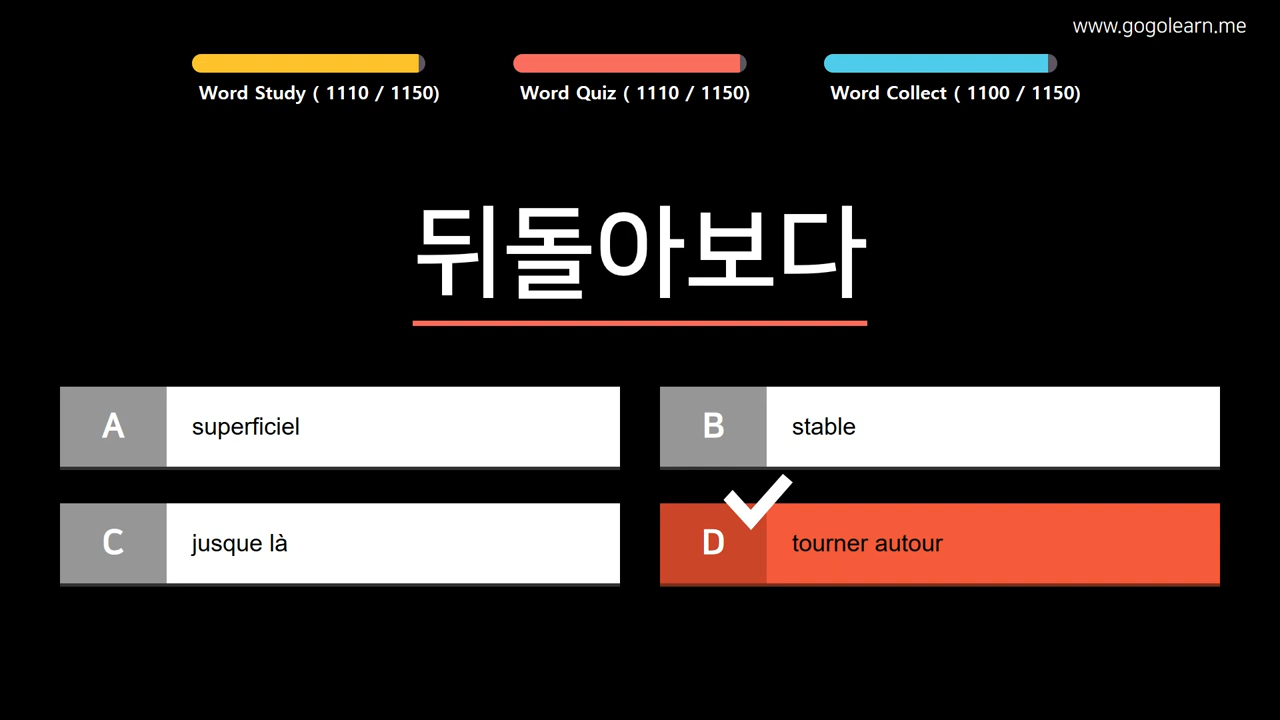 www.gogolearn.me
Word Study ( 1110 / 1150)
Word Quiz ( 1110 / 1150)
Word Collect ( 1100 / 1150)
뒤돌아보다
A superficiel
B stable
C jusque là
D tourner autour